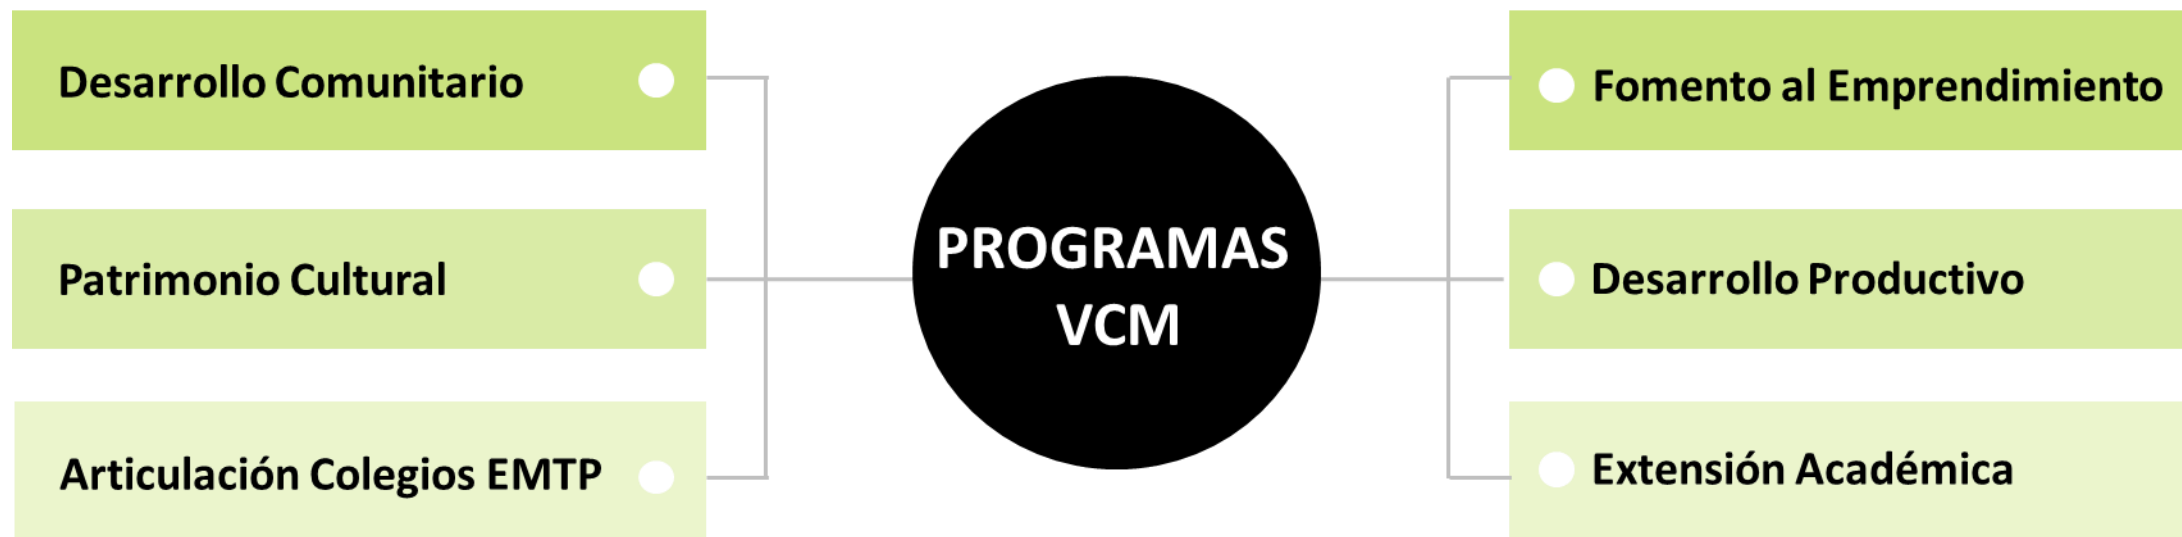 Desarrollo Comunitario
Patrimonio Cultural
Articulación Colegios EMTP
PROGRAMAS
VCM
Fomento al Emprendimiento
Desarrollo Productivo
Extensión Académica